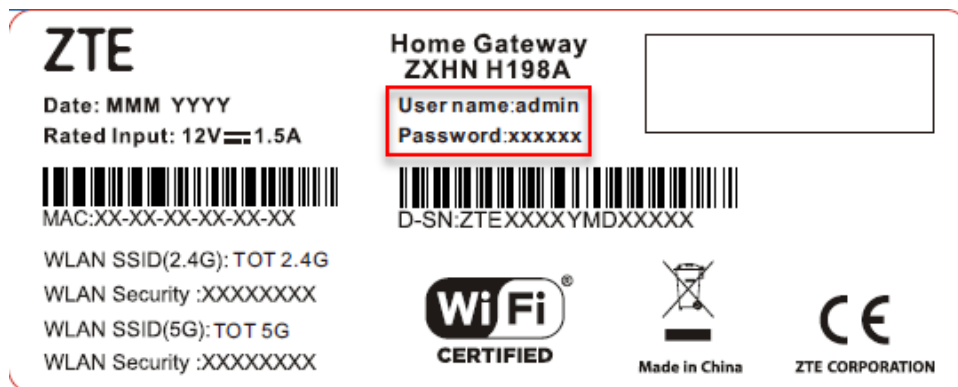 ZTE
Home Gateway
ZXHN H198A
Date: MMM YYYY
User name:admin
Rated Input: 12V 1.5A
Password:xxxxxx
MAC:XX-XX-XX-XX-XX-XX
D-SN:ZTEXXXXYMDXXXXX
WLAN SSID(2.4G): TOT 2.4G
WLAN Security :XXXXXXXX
WLAN SSID(5G): TOT 5G
WLAN Security :XXXXXXXX
Wi Fi ®
CERTIFIED
Made in China
CE
ZTE CORPORATION